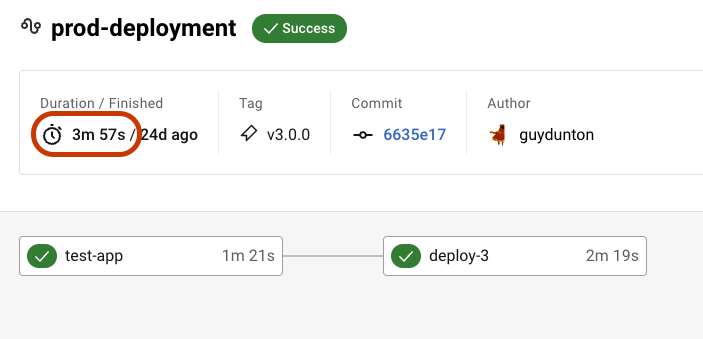 prod-deployment Success
Duration / Finished Tag Commit Author
3m 57s / 24d ago v3.0.0 6635e17 guydunton
test-app 1m 21s deploy-3 2m 19s